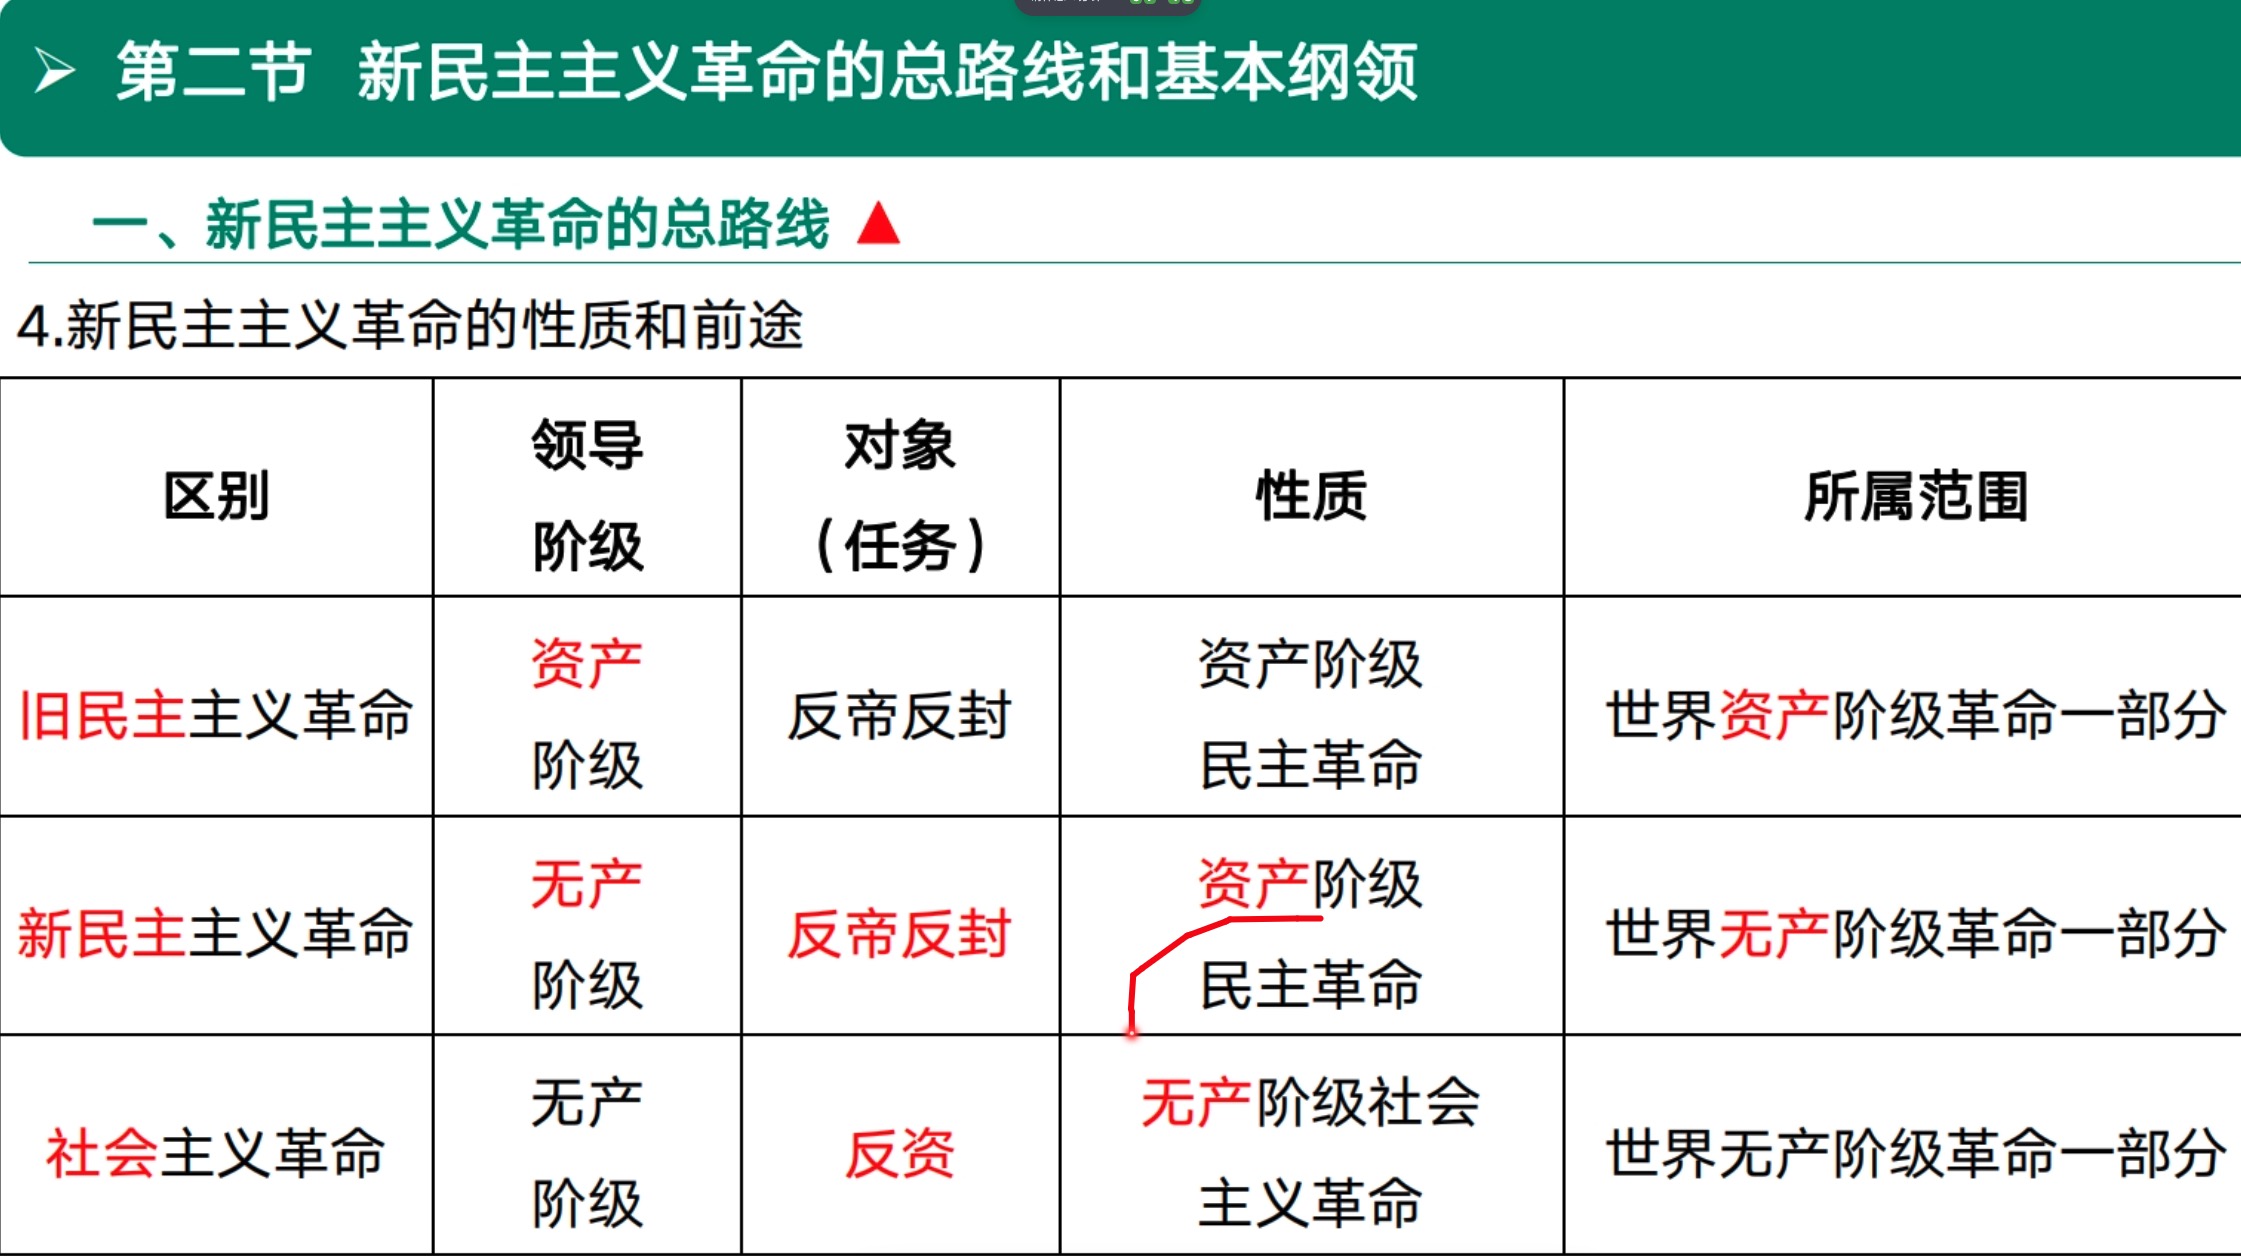 第二节 新民主主义革命的总路线和基本纲领
一、新民主主义革命的总路线
4.新民主主义革命的性质和前途
区别
领导
阶级
对象
（任务）
性质
所属范围
旧民主主义革命
资产
阶级
反帝反封
资产阶级
民主革命
世界资产阶级革命一部分
新民主主义革命
无产
阶级
反帝反封
资产阶级
民主革命
世界无产阶级革命一部分
社会主义革命
无产
阶级
反资
无产阶级社会
主义革命
世界无产阶级革命一部分